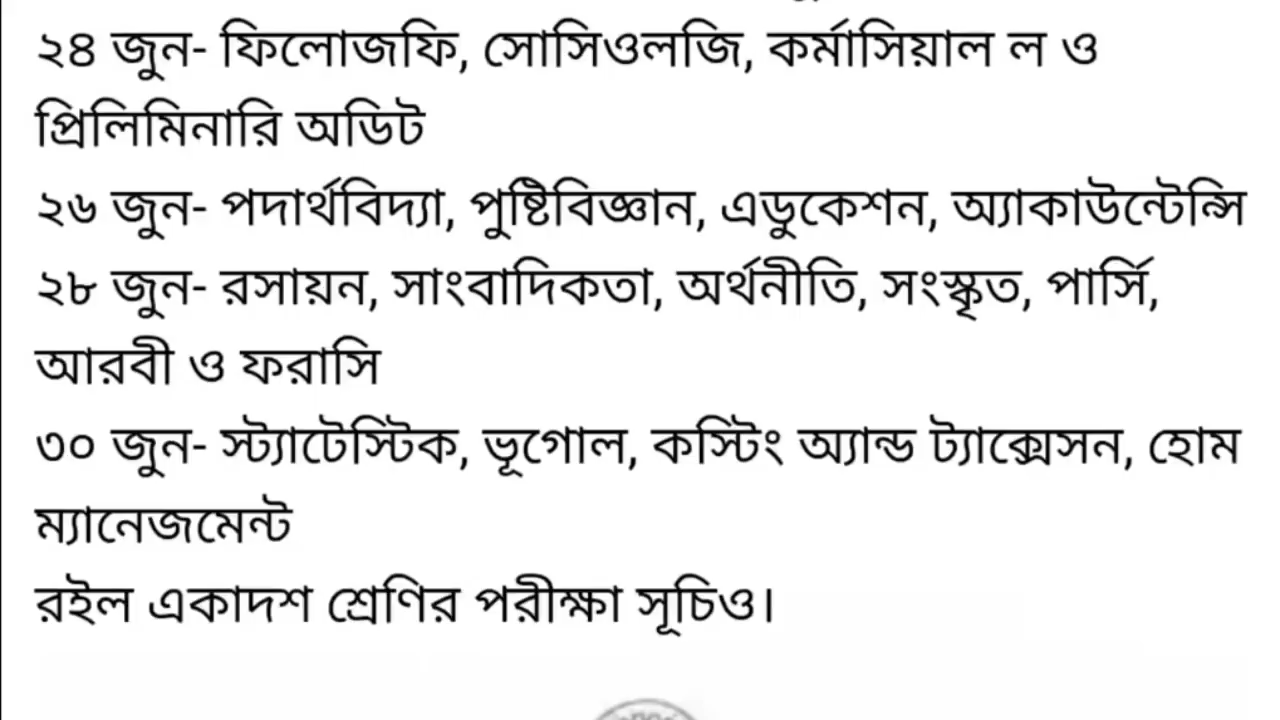 ২৪ জুন- ফিলোজফি, সোসিওলজি, কর্মাসিয়াল ল ও
প্রিলিমিনারি অডিট
২৬ জুন- পদার্থবিদ্যা, পুষ্টিবিজ্ঞান, এডুকেশন, অ্যাকাউন্টেন্সি
২৮ জুন- রসায়ন, সাংবাদিকতা, অর্থনীতি, সংস্কৃত, পার্সি,
আরবী ও ফরাসি
৩০ জুন- স্ট্যাটেস্টিক, ভূগোল, কস্টিং অ্যান্ড ট্যাক্সেসন, হোম
ম্যানেজমেন্ট
রইল একাদশ শ্রেণির পরীক্ষা সূচিও।